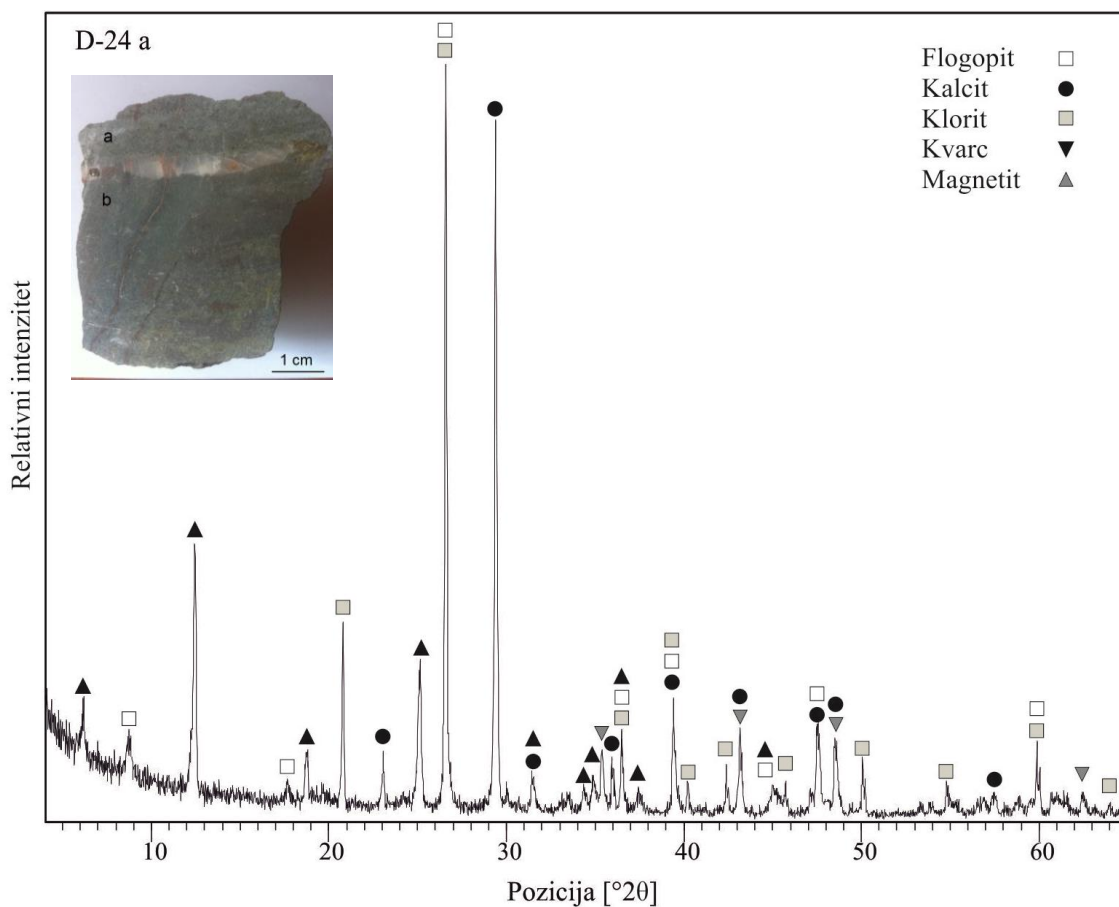 D-24 a
Flogopit
Kalcit
Klorit
Kvarc
Magnetit
a
b
1 cm
Relativni intenzitet
10 20 30 40 50 60
Pozicija [°2θ]